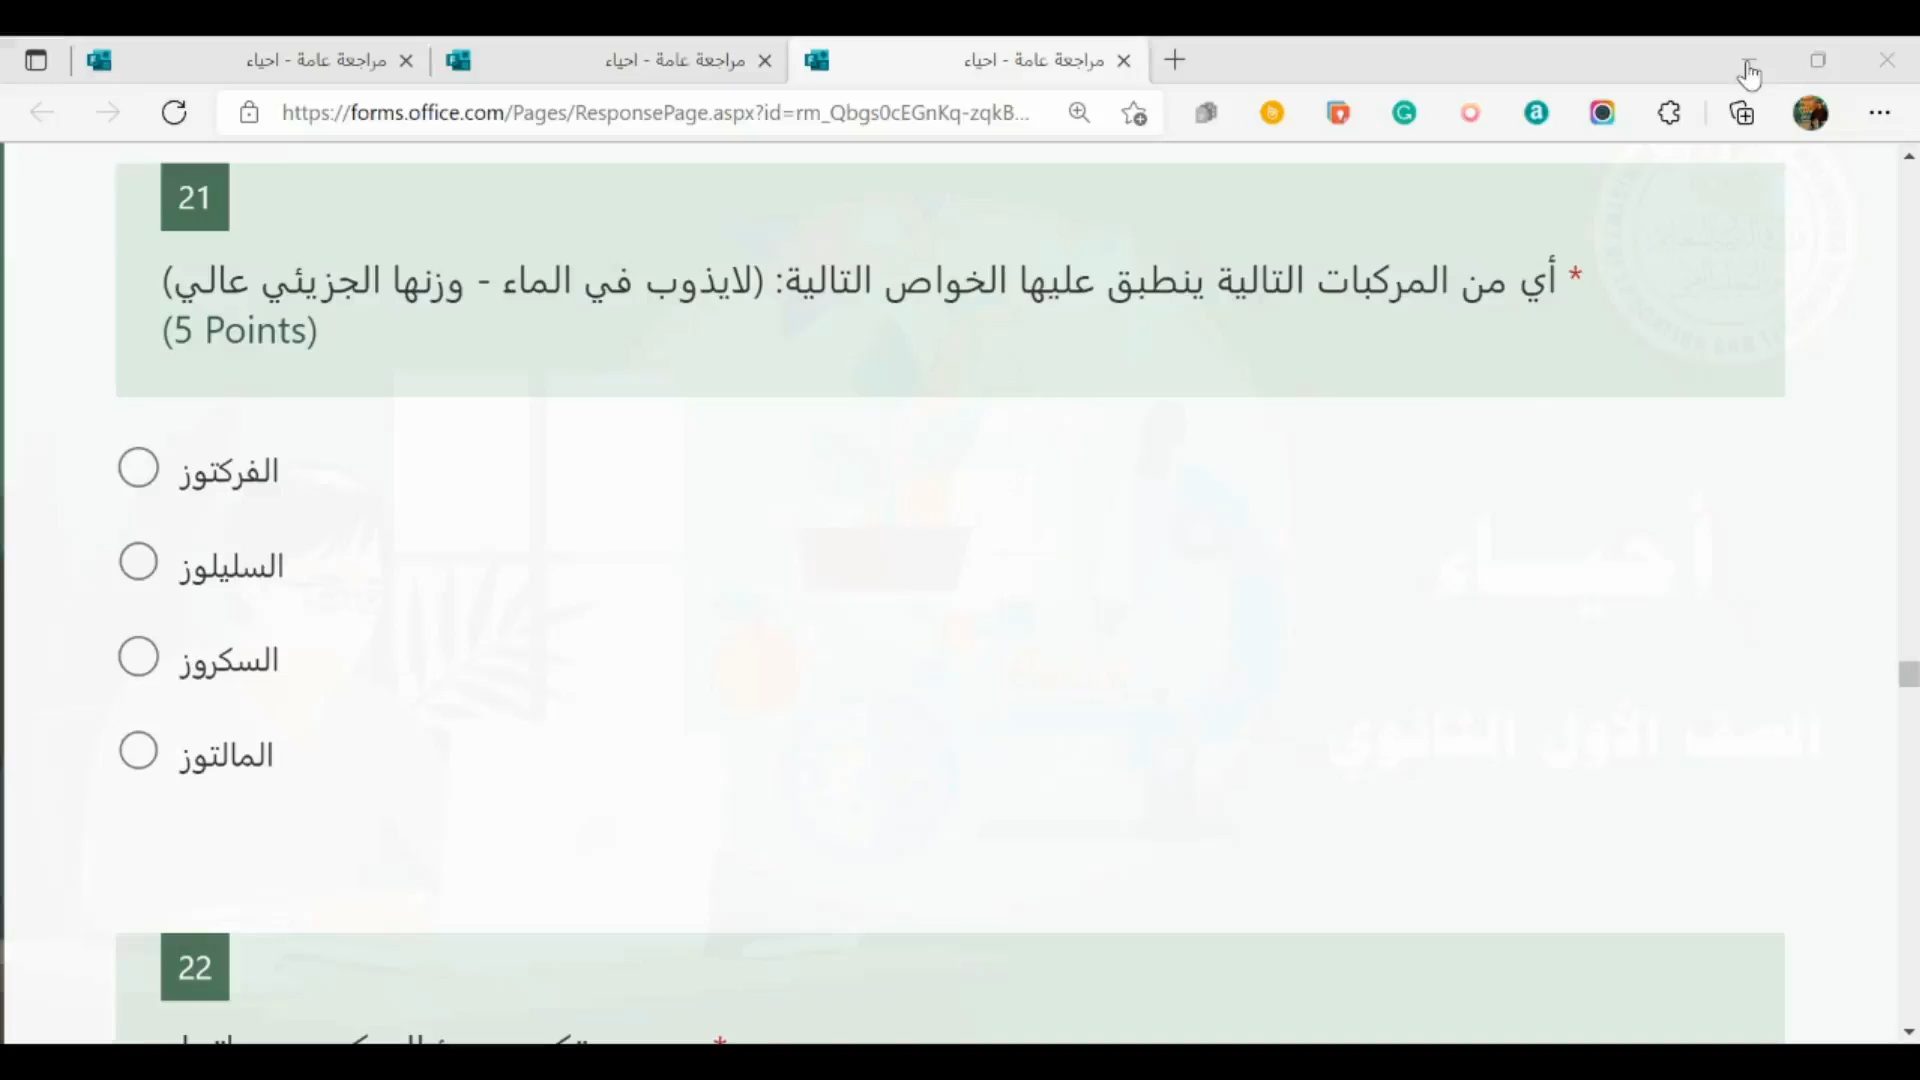 مراجعة عامة - احياء
مراجعة عامة - احياء
مراجعة عامة - احياء
https://forms.office.com/Pages/ResponsePage.aspx?id=rm_Qbgs0cEGnKq-zqkB...
21
* أي من المركبات التالية ينطبق عليها الخواص التالية: (لايذوب في الماء - وزنها الجزيئي عالي)
(5 Points)
الفركتوز
السليلوز
السكروز
المالتوز
أحياء
الصف الأول الثانوي
22
*